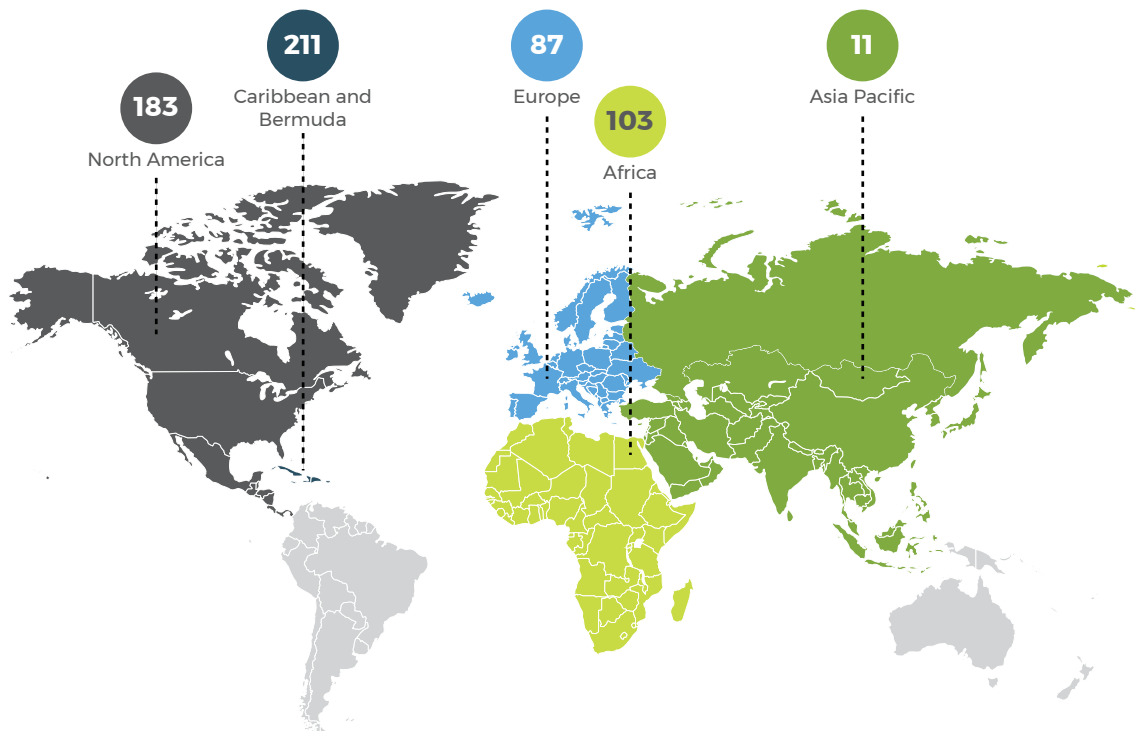 183
North America
211
Caribbean and
Bermuda
87
Europe
103
Africa
11
Asia Pacific